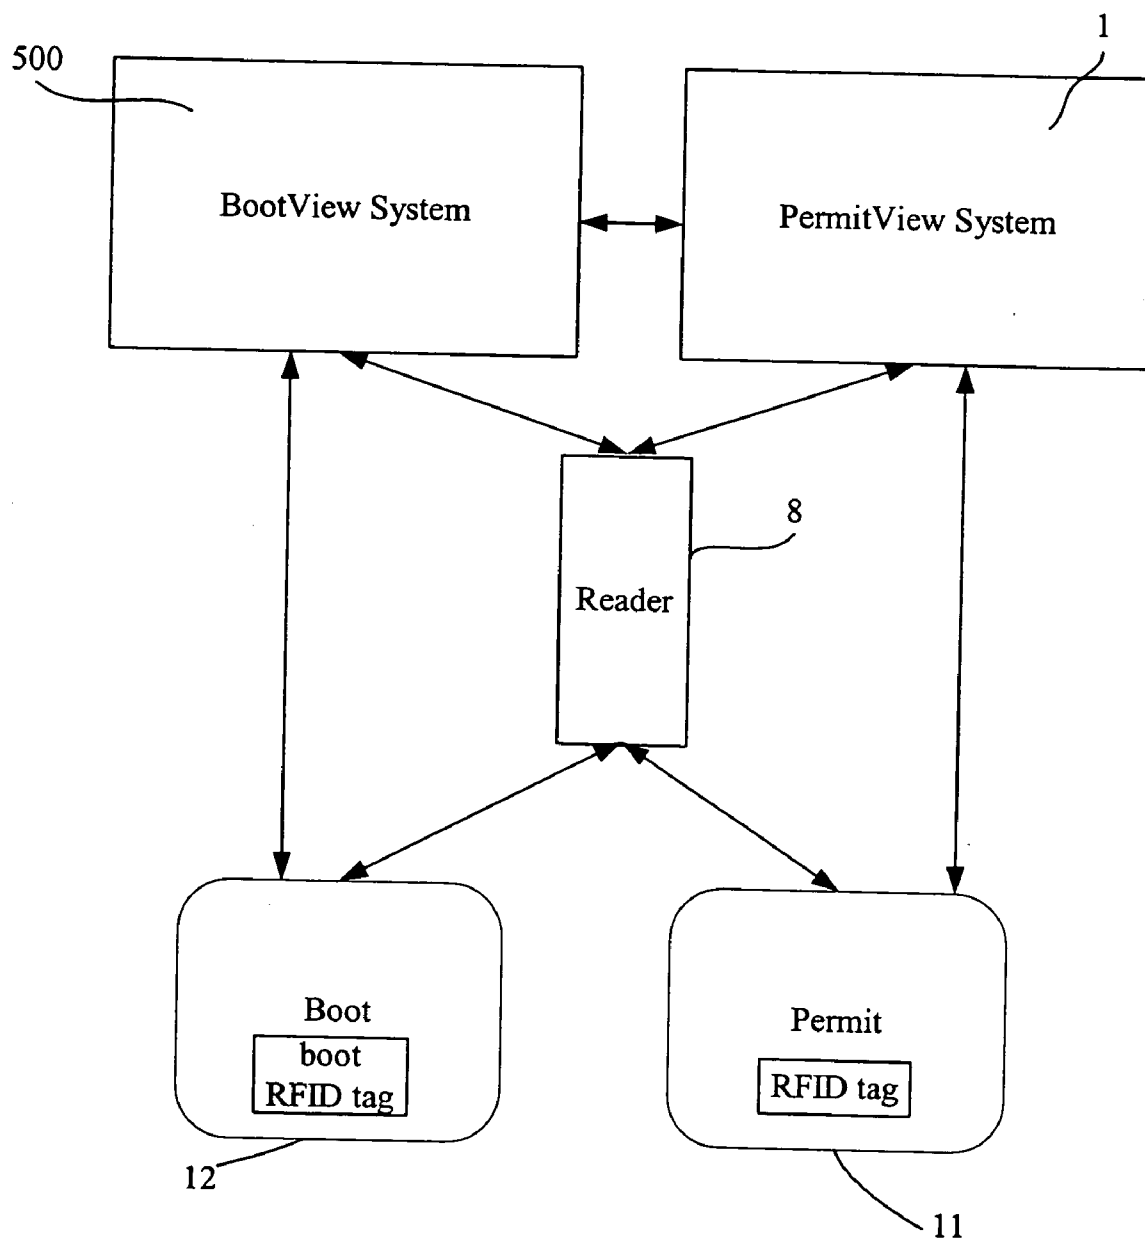 500
1
BootView System
PermitView System
8
Reader
Boot
boot
RFID tag
Permit
RFID tag
12
11